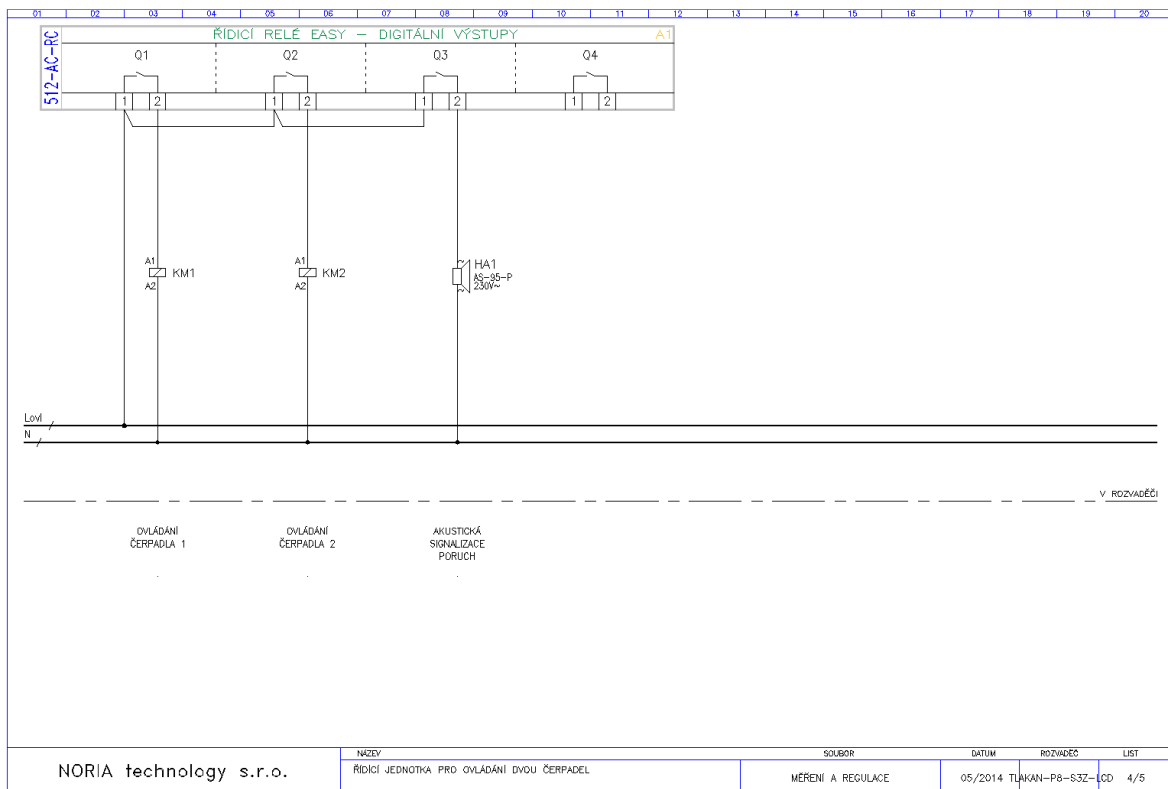 01 02 03 04 05 06 07 08 09 10 11 12 13 14 15 16 17 18 19 20
512-AC-RC
ŘÍDICÍ RELÉ EASY – DIGITÁLNÍ VÝSTUPY A1
Q1 Q2 Q3 Q4
1 2 1 2 1 2 1 2
A1 KM1 A2
A1 KM2 A2
HA1
AS-95-P
230V~
Lovl
N
V ROZVADĚČI
OVLÁDÁNÍ
ČERPADLA 1
OVLÁDÁNÍ
ČERPADLA 2
AKUSTICKÁ
SIGNALIZACE
PORUCH
NORIA technology s.r.o.
NÁZEV
ŘÍDÍCÍ JEDNOTKA PRO OVLÁDÁNÍ DVOU ČERPADEL
SOUBOR
MĚŘENÍ A REGULACE
DATUM
05/2014
ROZVADĚČ
TLAKAN-P8-S3Z-LCD
LIST
4/5